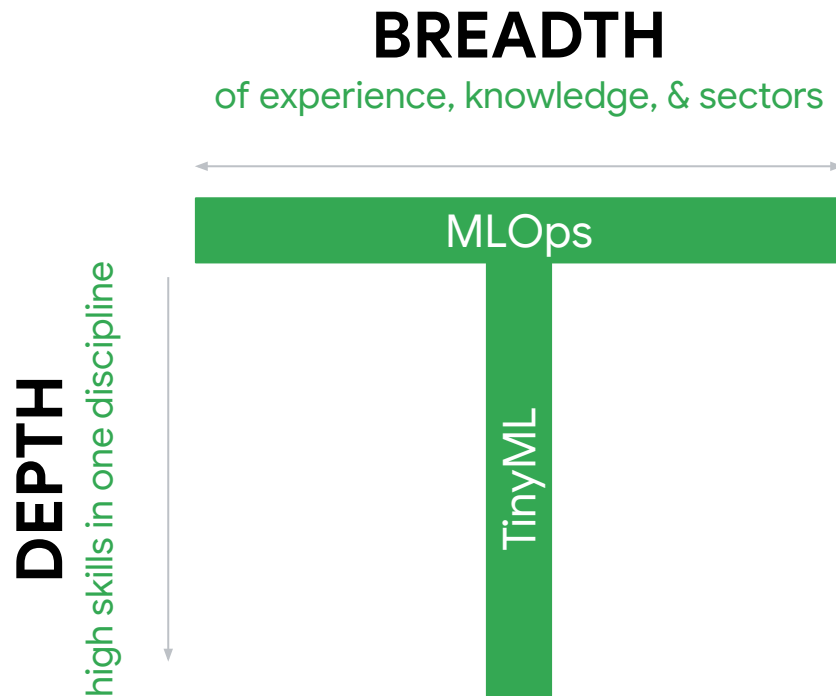 BREADTH
of experience, knowledge, & sectors
MLOps
DEPTH
high skills in one discipline
TinyML